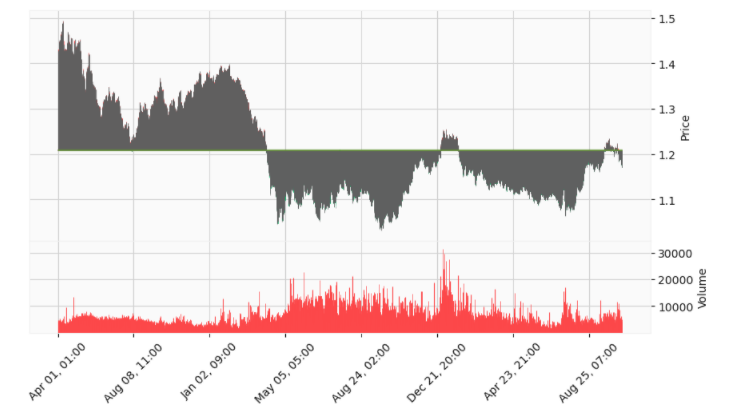 1.5
1.4
1.3
1.2
1.1
Price
30000
20000
10000
Volume
Apr 01, 01:00
Aug 08, 11:00
Jan 02, 09:00
May 05, 05:00
Aug 24, 02:00
Dec 21, 20:00
Apr 23, 21:00
Aug 25, 07:00